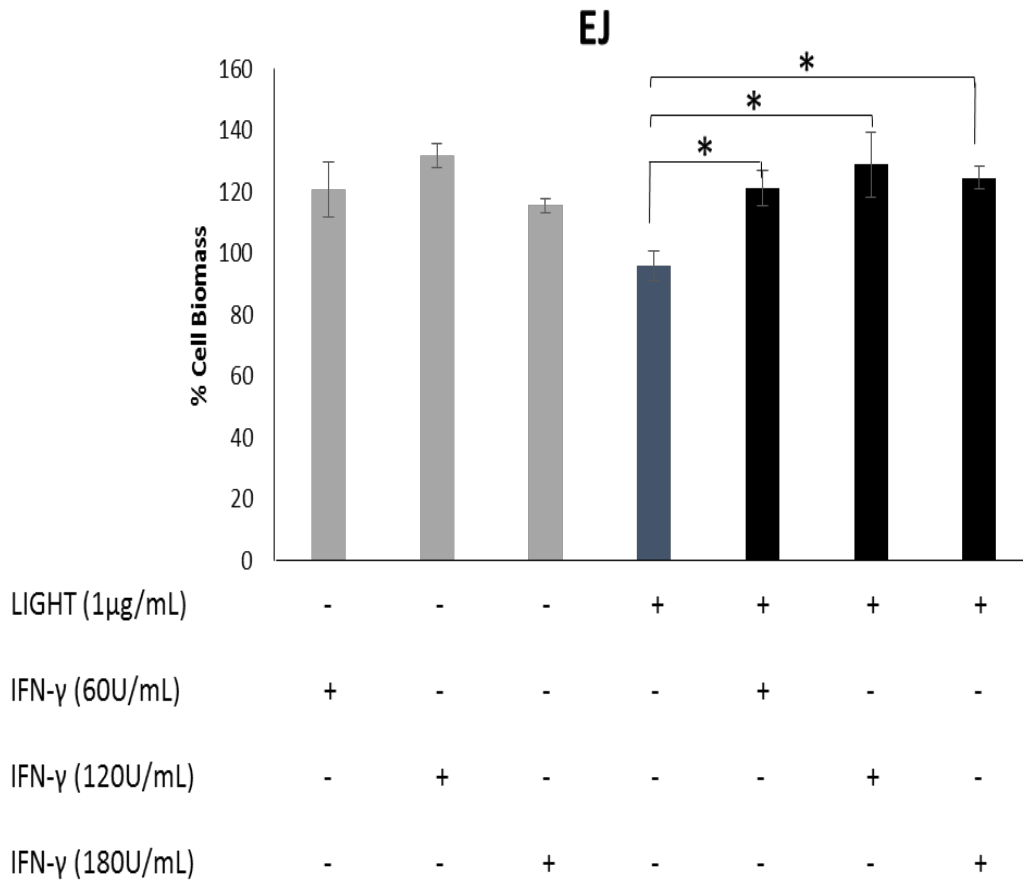 EJ
*
*
*
160
140
120
100
80
60
40
20
0
% Cell Biomass
LIGHT (1μg/mL) - - - + + + +
IFN-γ (60U/mL) + - - - + - -
IFN-γ (120U/mL) - + - - - + -
IFN-γ (180U/mL) - - + - - - +